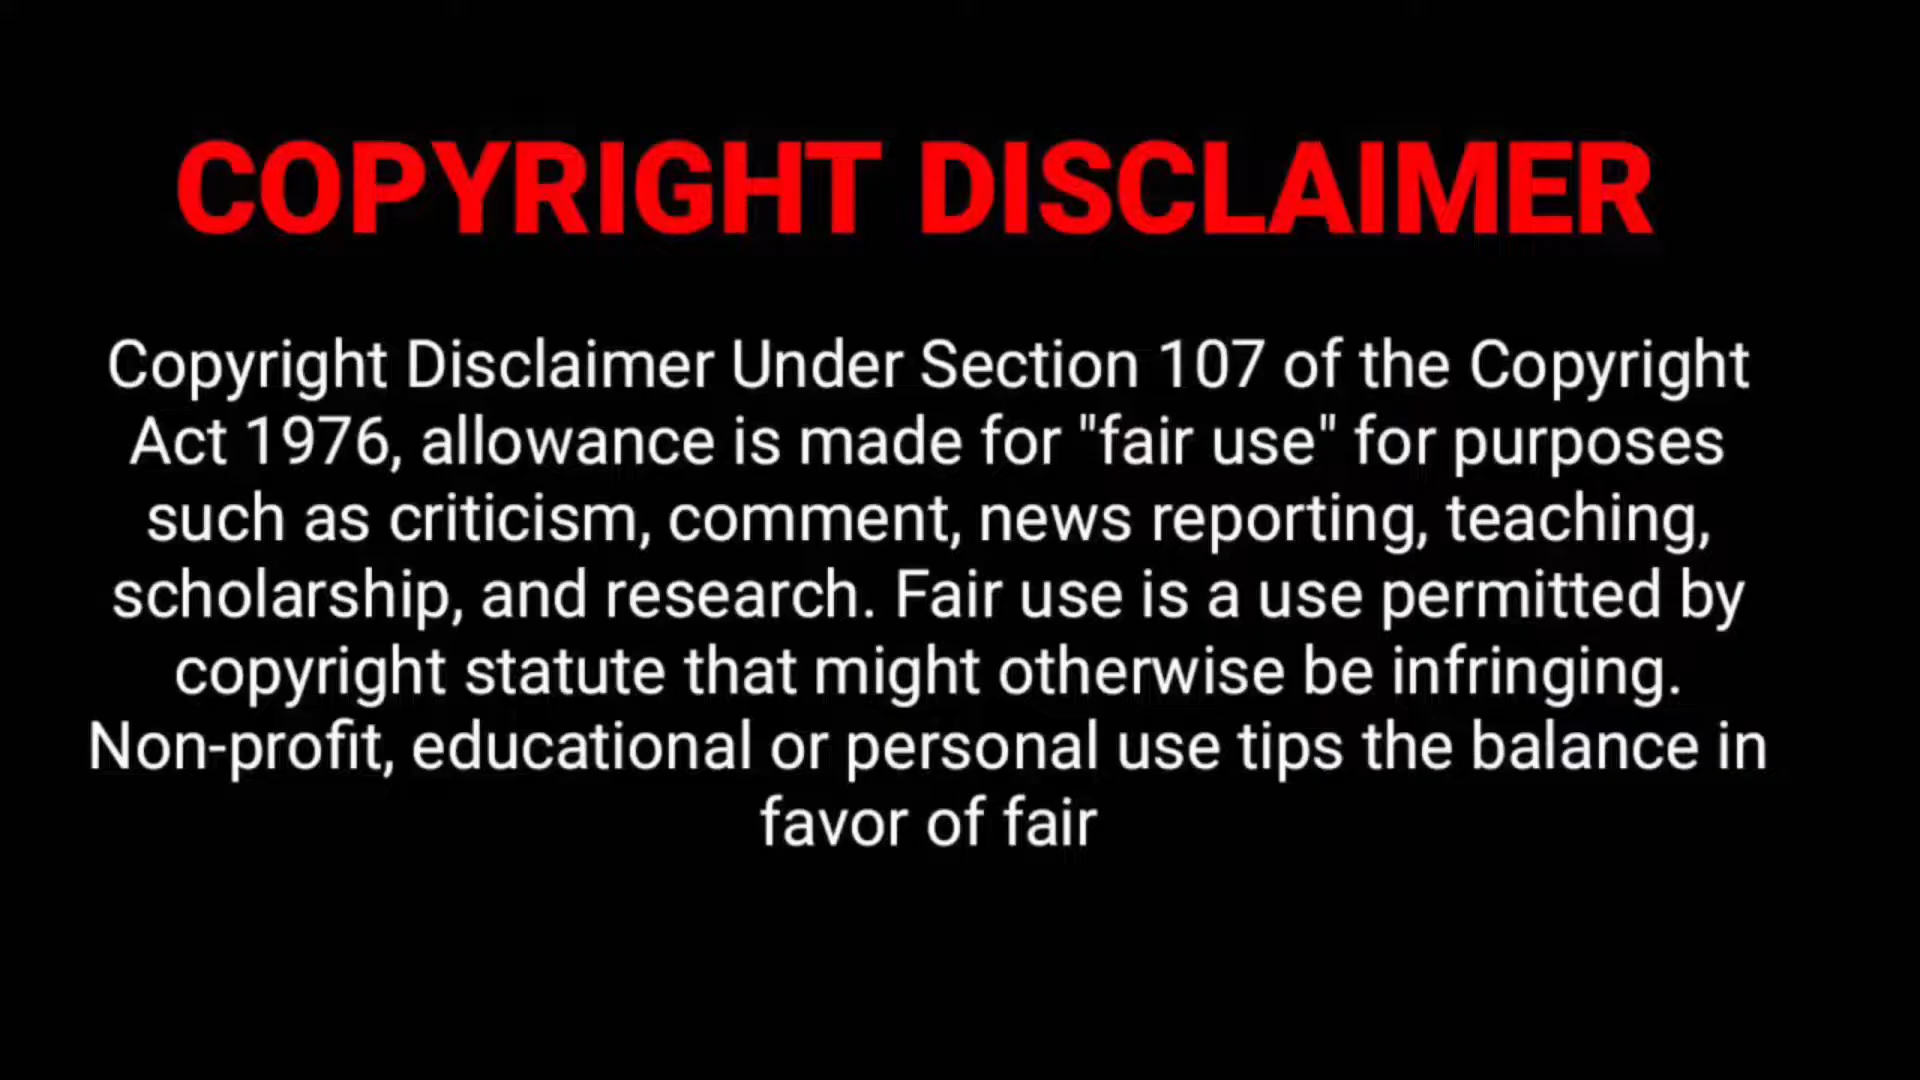 COPYRIGHT DISCLAIMER
Copyright Disclaimer Under Section 107 of the Copyright
Act 1976, allowance is made for "fair use" for purposes
such as criticism, comment, news reporting, teaching,
scholarship, and research. Fair use is a use permitted by
copyright statute that might otherwise be infringing.
Non-profit, educational or personal use tips the balance in
favor of fair